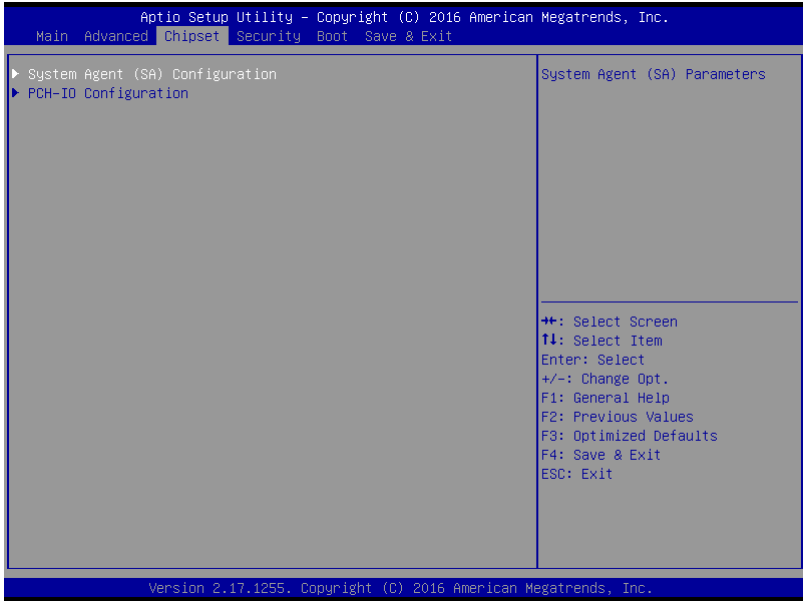 Aptio Setup Utility – Copyright (C) 2016 American Megatrends, Inc.
Main Advanced Chipset Security Boot Save & Exit
System Agent (SA) Configuration
PCH-IO Configuration
System Agent (SA) Parameters
→←: Select Screen
↑↓: Select Item
Enter: Select
+/-: Change Opt.
F1: General Help
F2: Previous Values
F3: Optimized Defaults
F4: Save & Exit
ESC: Exit
Version 2.17.1255. Copyright (C) 2016 American Megatrends, Inc.